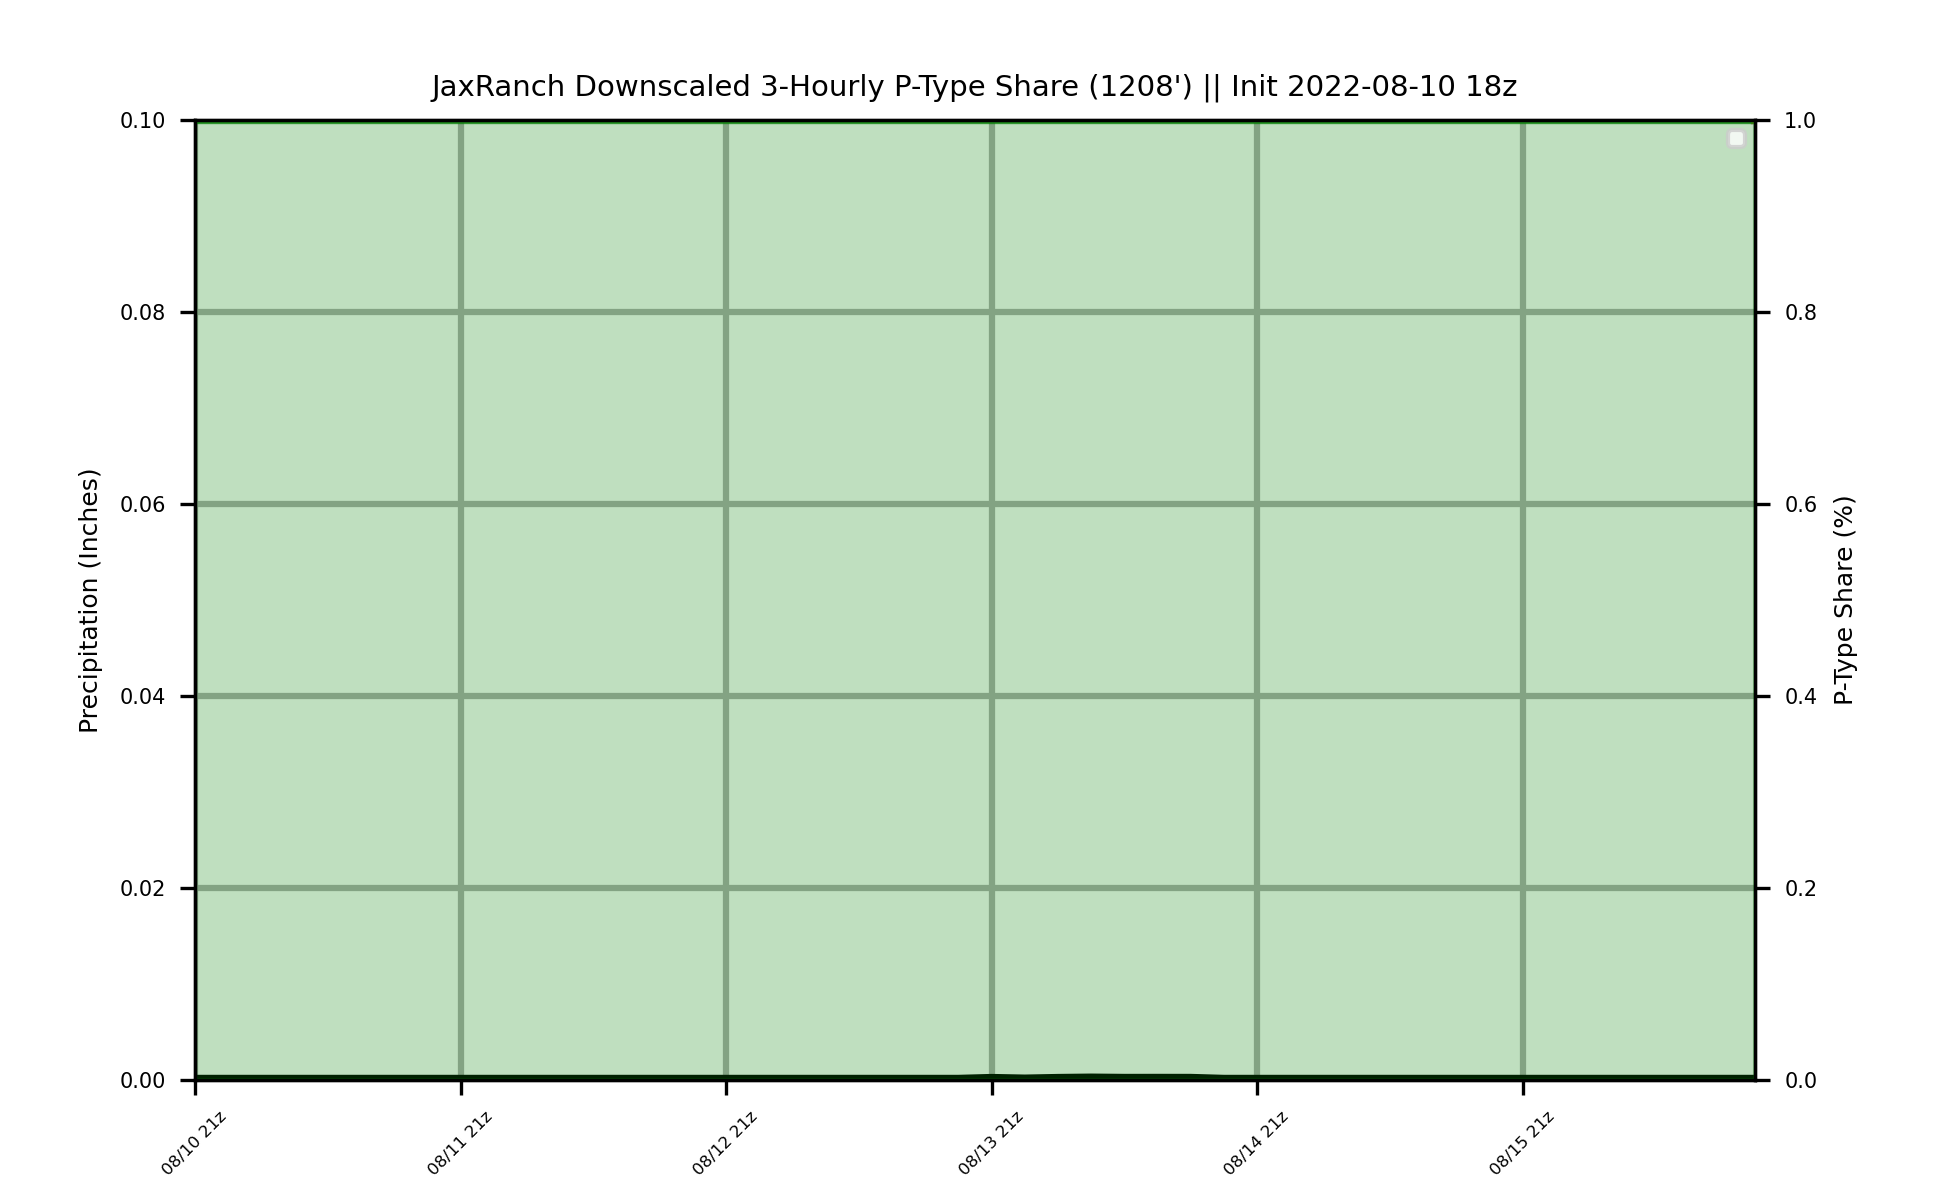 JaxRanch Downscaled 3-Hourly P-Type Share (1208') || Init 2022-08-10 18z
Precipitation (Inches)
0.10
0.08
0.06
0.04
0.02
0.00
1.0
0.8
0.6
0.4
0.2
0.0
P-Type Share (%)
08/10 21z
08/11 21z
08/12 21z
08/13 21z
08/14 21z
08/15 21z